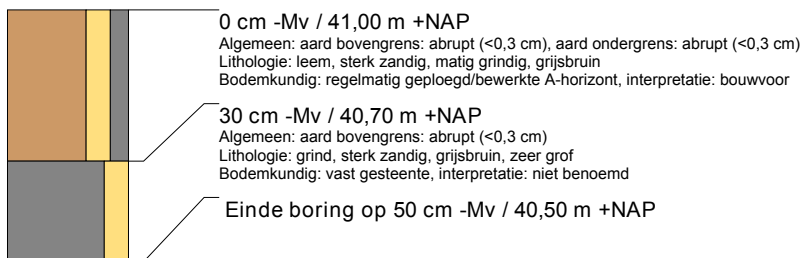 0 cm -Mv / 41,00 m +NAP
Algemeen: aard bovengrens: abrupt (<0,3 cm), aard ondergrens: abrupt (<0,3 cm)
Lithologie: leem, sterk zandig, matig grindig, grijsbruin
Bodemkundig: regelmatig geploegd/bewerkte A-horizont, interpretatie: bouwvoor
30 cm -Mv / 40,70 m +NAP
Algemeen: aard bovengrens: abrupt (<0,3 cm)
Lithologie: grind, sterk zandig, grijsbruin, zeer grof
Bodemkundig: vast gesteente, interpretatie: niet benoemd
Einde boring op 50 cm -Mv / 40,50 m +NAP